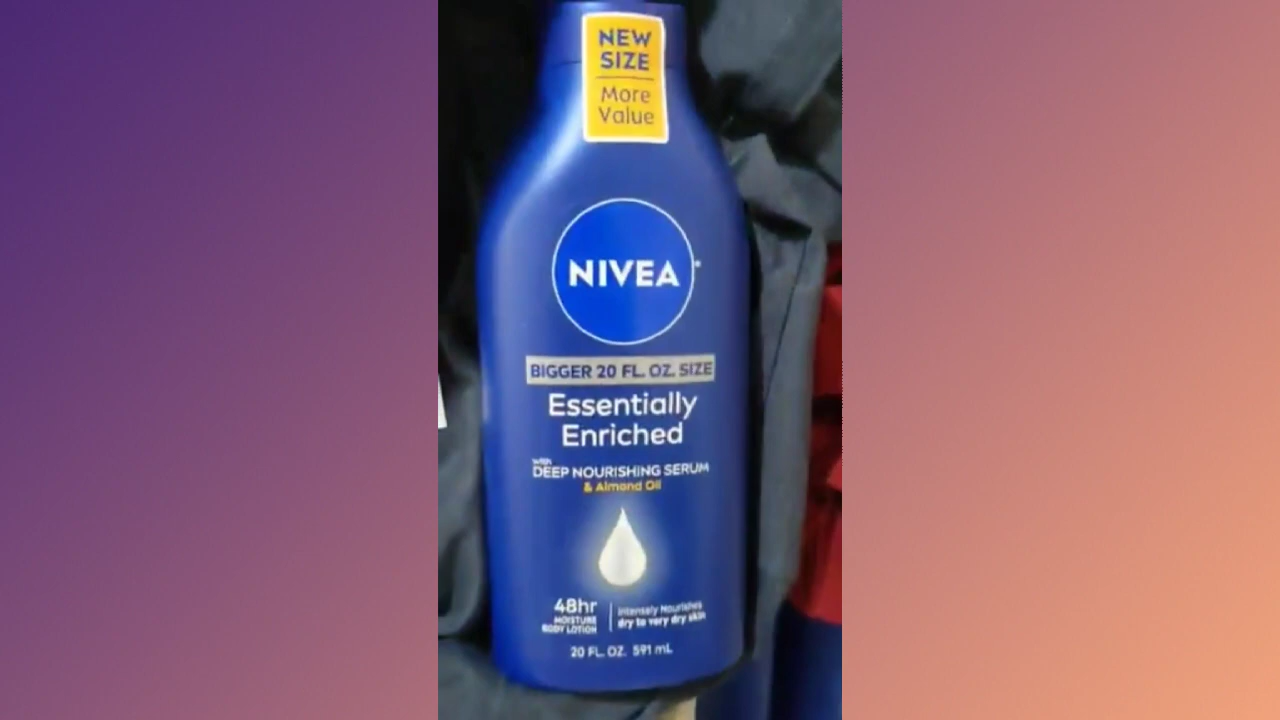 NEW
SIZE
More
Value
NIVEA
BIGGER 20 FL. OZ. SIZE
Essentially
Enriched
with
DEEP NOURISHING SERUM
& Almond Oil
48hr
MOISTURE
BODY LOTION
Intensely Nourishes
dry to very dry skin
20 FL. OZ. 591 mL